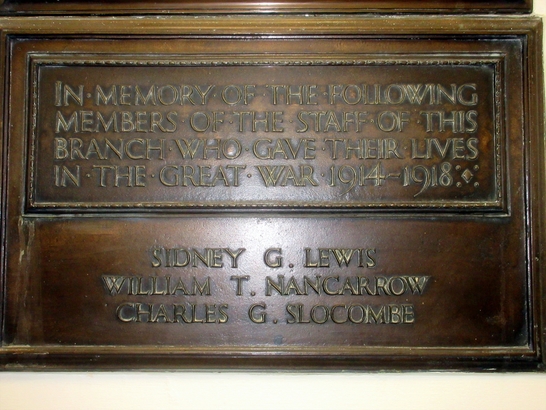 IN·MEMORY·OF·THE·FOLLOWING
MEMBERS·OF·THE·STAFF·OF·THIS
BRANCH·WHO·GAVE·THEIR·LIVES
IN·THE·GREAT·WAR·1914~1918
SIDNEY G. LEWIS
WILLIAM T. NANCARROW
CHARLES G. SLOCOMBE